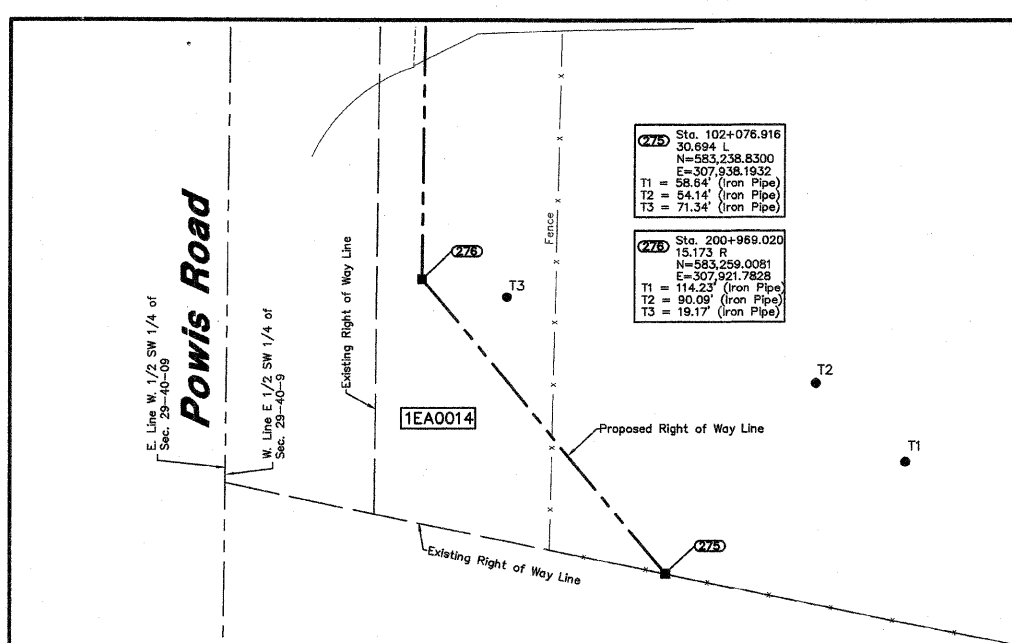 275 Sta. 102+076.916
30.694 L
N=583,238.8300
E=307,938.1932
T1 = 58.64' (Iron Pipe)
T2 = 54.14' (Iron Pipe)
T3 = 71.34' (Iron Pipe)
276 Sta. 200+969.020
15.173 R
N=583,259.0081
E=307,921.7828
T1 = 114.23' (Iron Pipe)
T2 = 90.09' (Iron Pipe)
T3 = 19.17' (Iron Pipe)
E. Line W. 1/2 SW 1/4 of
Sec. 29-40-09
Powis Road
W. Line E 1/2 SW 1/4 of
Sec. 29-40-9
Existing Right of Way Line
Fence
276
T3
T2
1EA0014
Proposed Right of Way Line
T1
275
Existing Right of Way Line